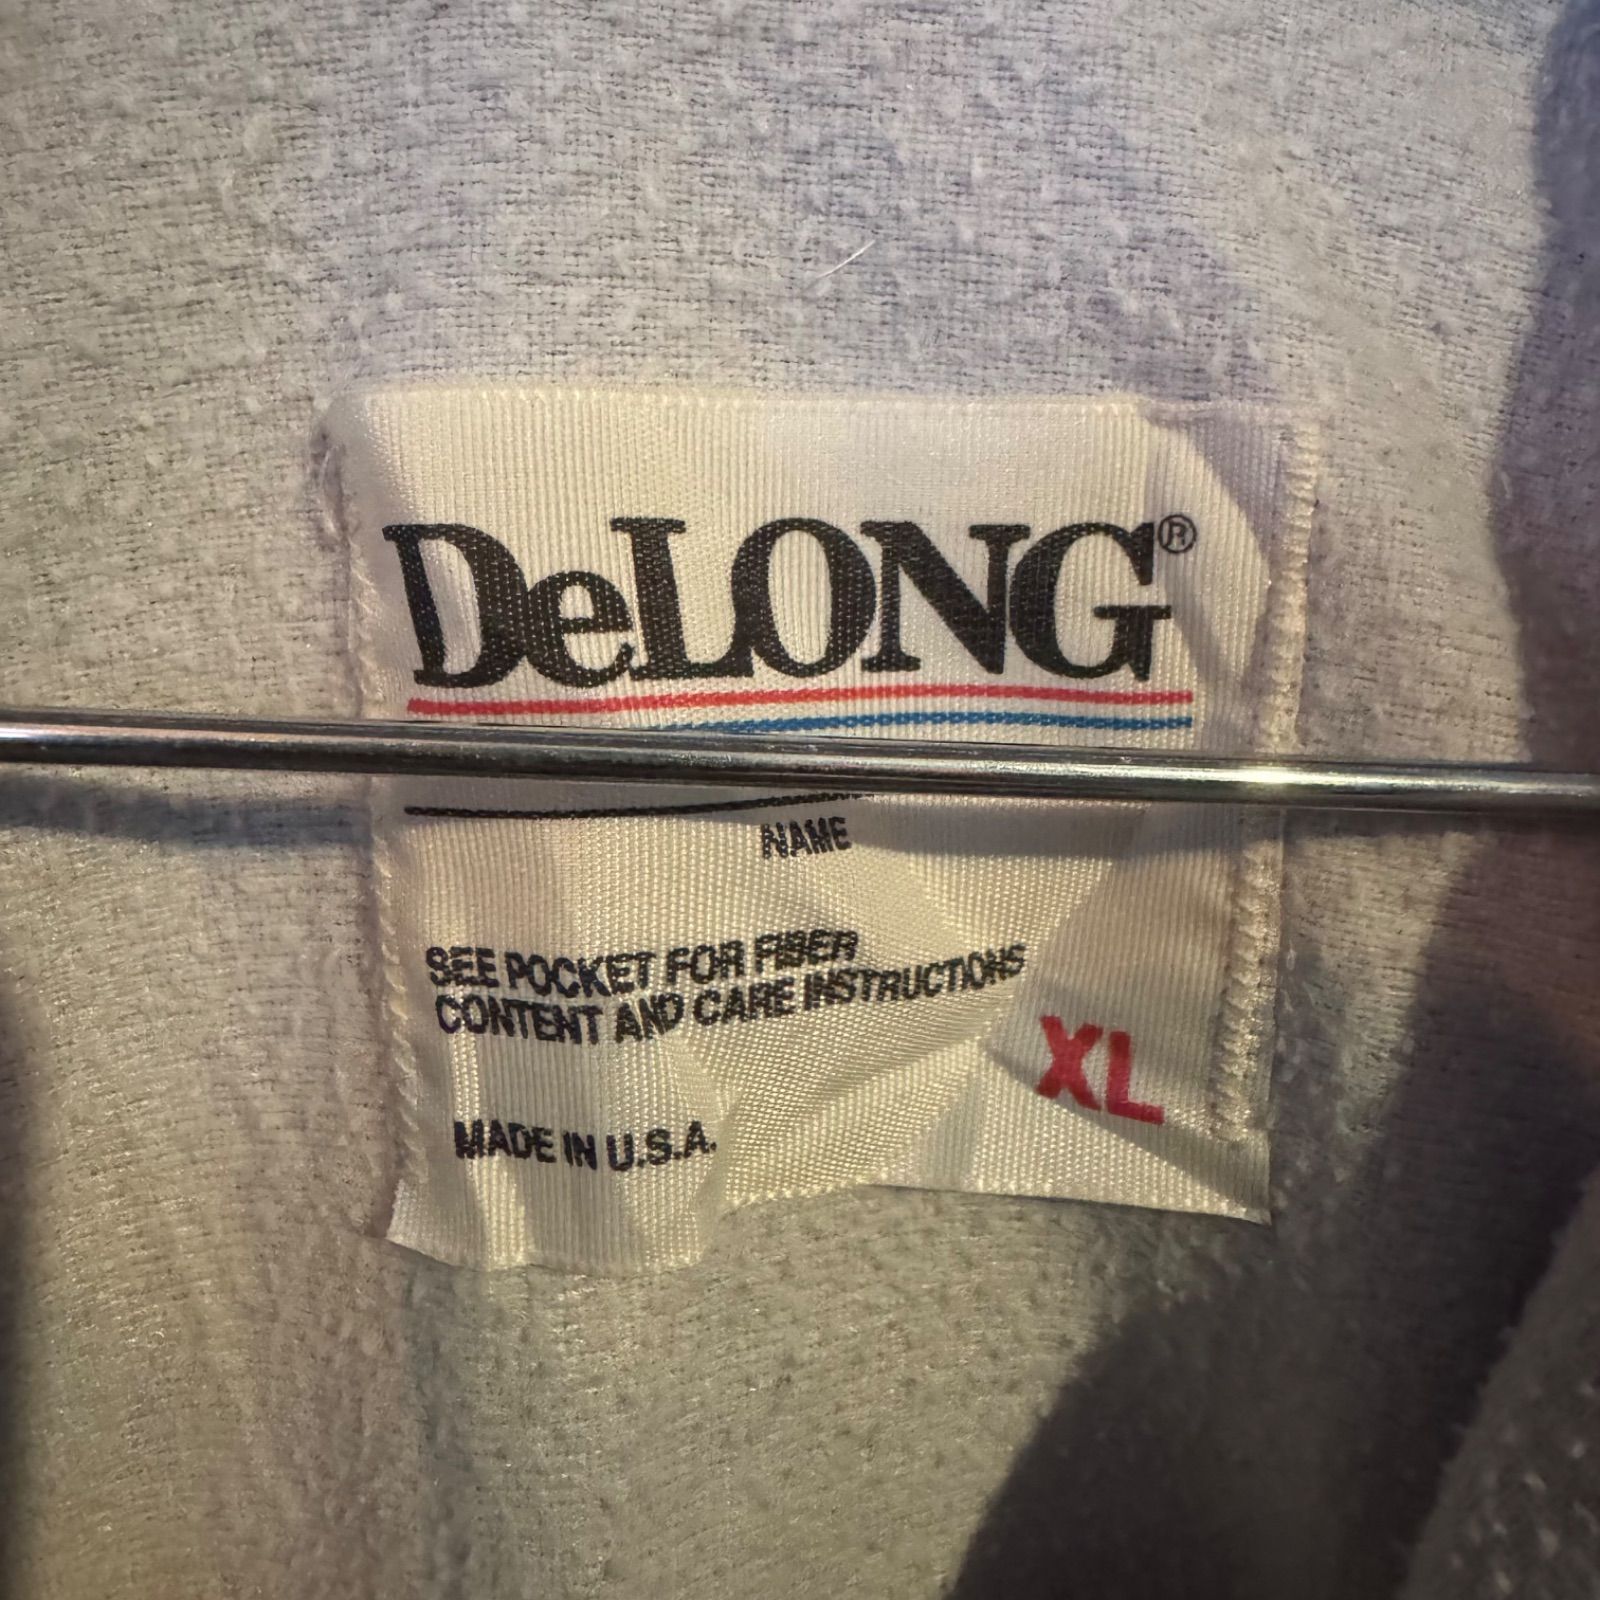 DeLONG®
NAME
SEE POCKET FOR FIBER
CONTENT AND CARE INSTRUCTIONS
XL
MADE IN U.S.A.